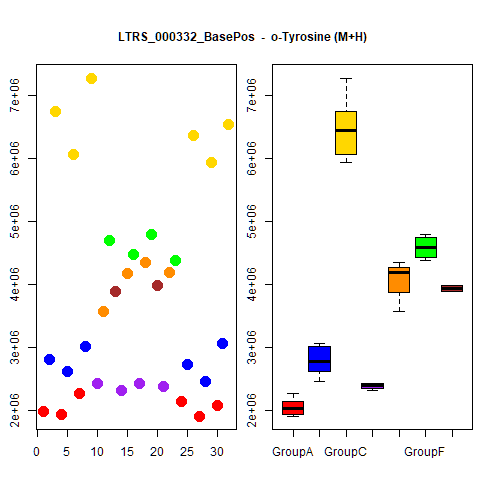 LTRS_000332_BasePos - o-Tyrosine (M+H)
7e+06
6e+06
5e+06
4e+06
3e+06
2e+06
0 5 10 15 20 25 30
7e+06
6e+06
5e+06
4e+06
3e+06
2e+06
GroupA GroupC GroupF